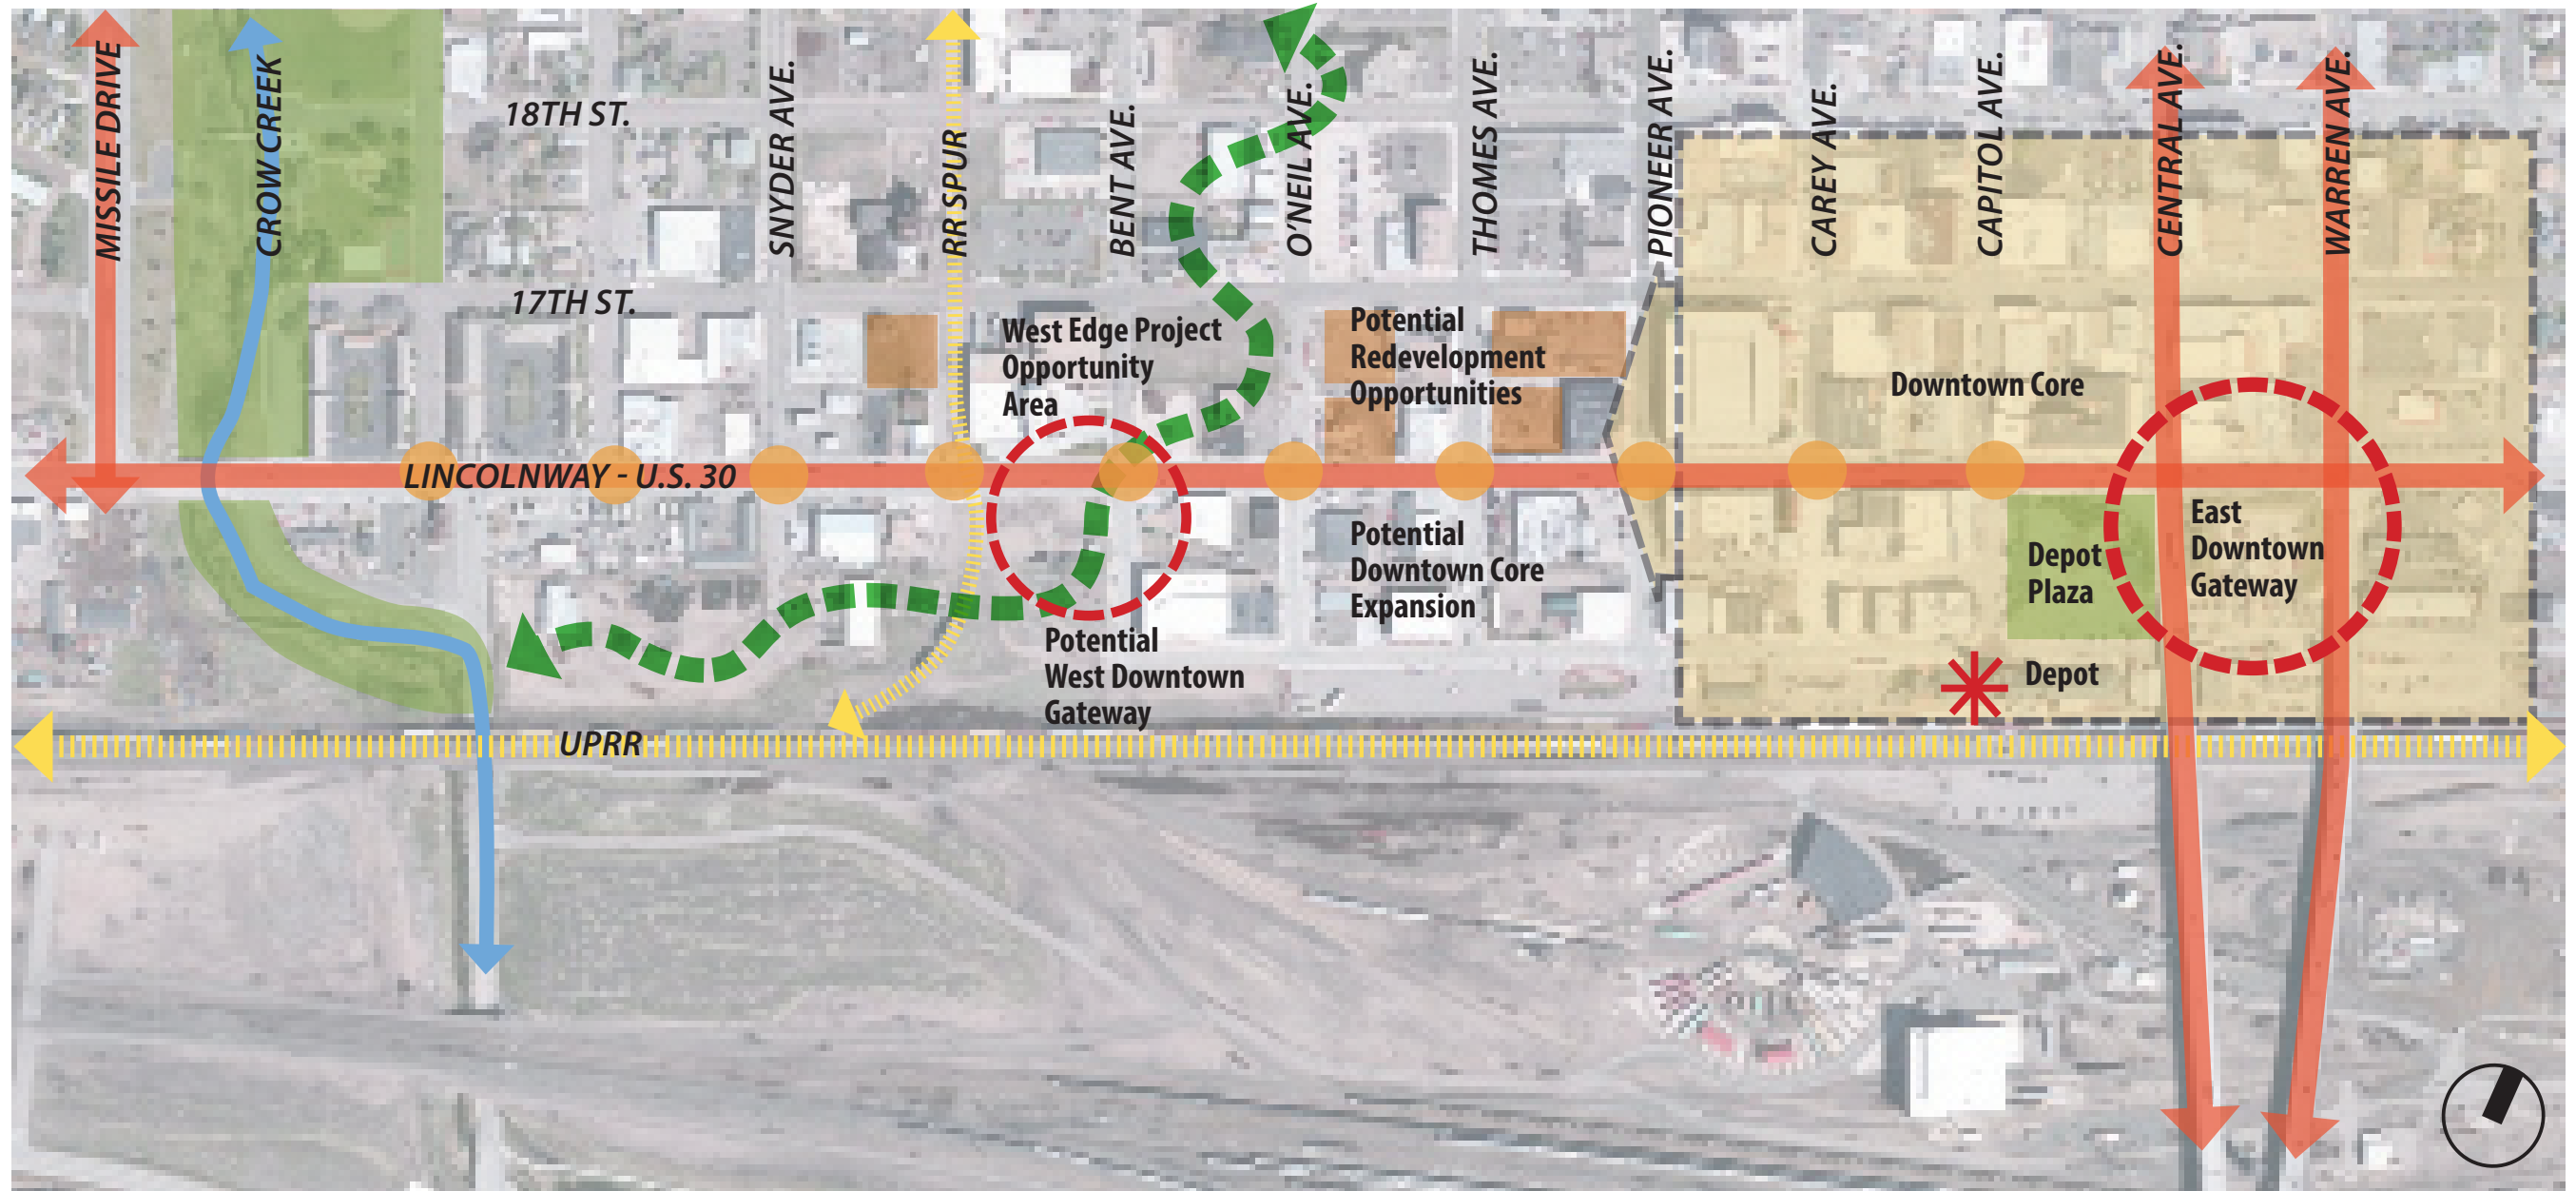 MISSILE DRIVE
CROW CREEK
18TH ST.
17TH ST.
SNYDER AVE.
RR SPUR
BENT AVE.
O'NEIL AVE.
THOMES AVE.
PIONEER AVE.
CAREY AVE.
CAPITOL AVE.
CENTRAL AVE.
WARREN AVE.
West Edge Project
Opportunity
Area
Potential
Redevelopment
Opportunities
Downtown Core
LINCOLNWAY - U.S. 30
Potential
Downtown Core
Expansion
Depot
Plaza
East
Downtown
Gateway
Potential
West Downtown
Gateway
Depot
UPRR